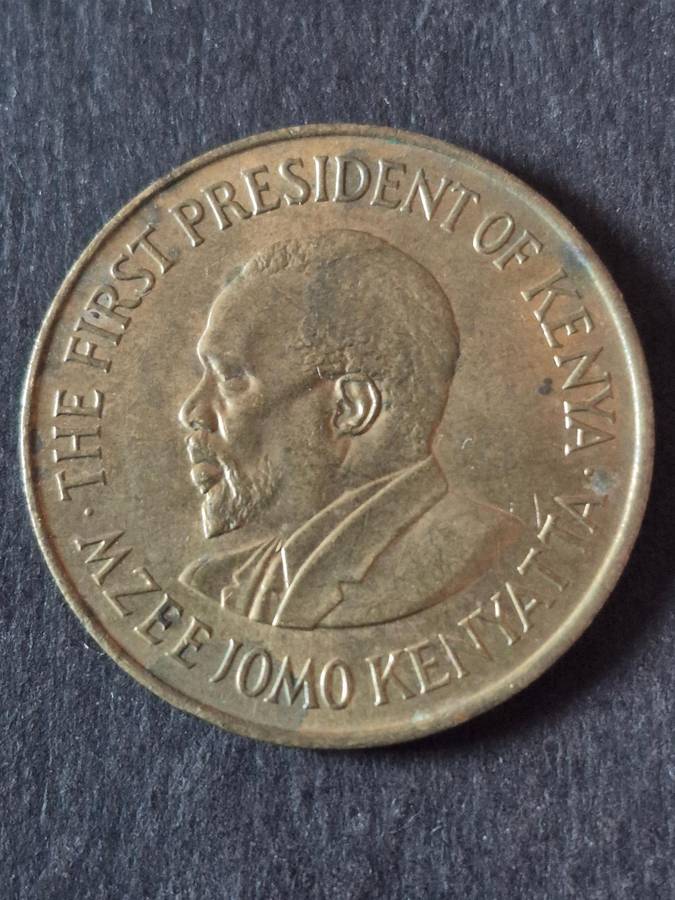 · THE FIRST PRESIDENT OF KENYA ·
MZEE JOMO KENYATTA